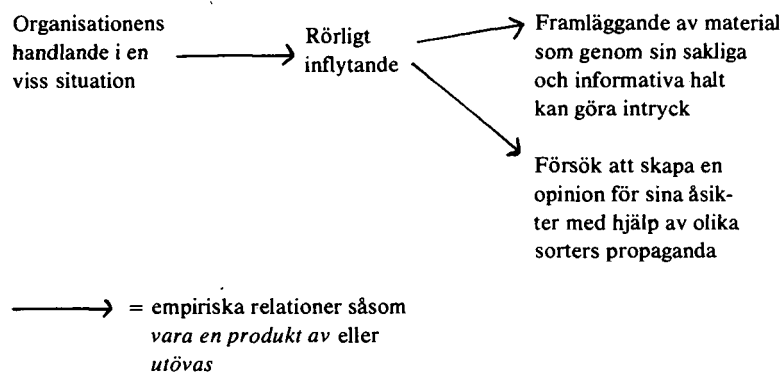 Organisationens
handlande i en
viss situation
Rörligt
inflytande
Framläggande av material
som genom sin sakliga
och informativa halt
kan göra intryck
Försök att skapa en
opinion för sina åsik-
ter med hjälp av olika
sorters propaganda
= empiriska relationer såsom
vara en produkt av eller
utövas